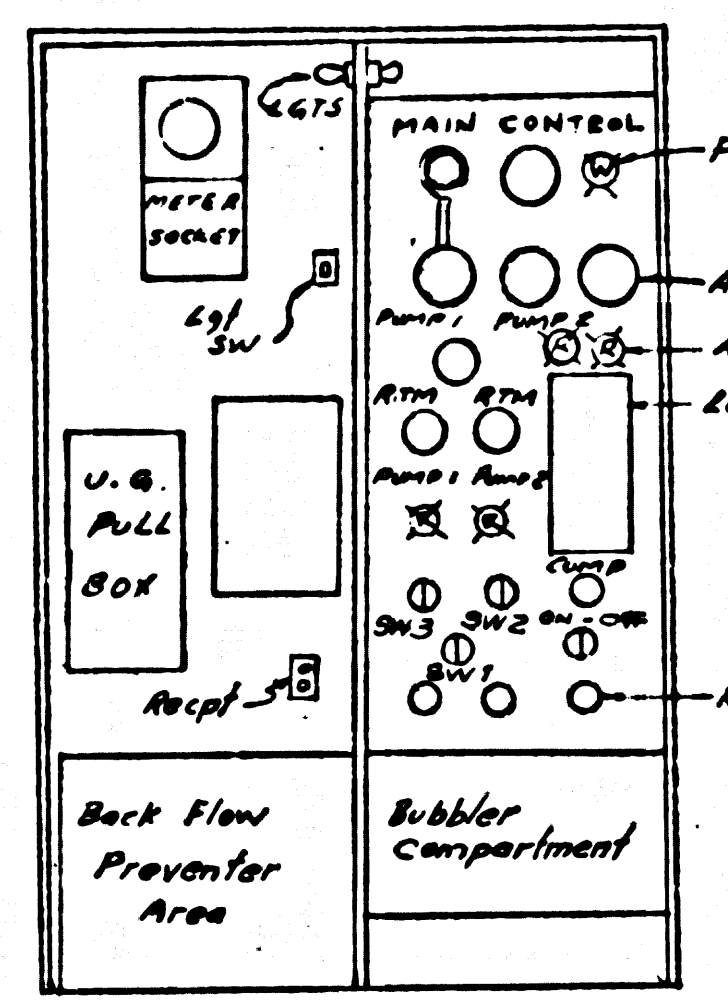 LGTS
METER
SOCKET
Lgt
SW
U.G.
PULL
BOX
Recpt
Back Flow
Preventer
Area
MAIN CONTROL
W
PUMP 1 PUMP 2
R R
RTM RTM
PUMP 1 PUMP 2
R R
COMP
SW3 SW2 ON-OFF
SW1
Bubbler
Compartment